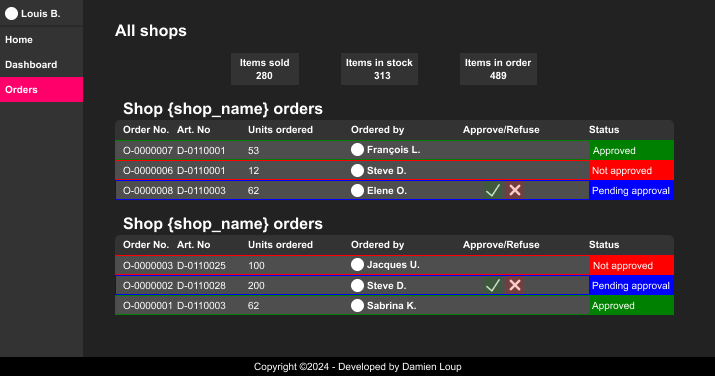 Louis B.
Home
Dashboard
Orders
All shops
Items sold
280
Items in stock
313
Items in order
489
Shop {shop_name} orders
Order No. Art. No Units ordered Ordered by Approve/Refuse Status
O-0000007 D-0110001 53 François L. Approved
O-0000006 D-0110001 12 Steve D. Not approved
O-0000008 D-0110003 62 Elene O. Pending approval
Shop {shop_name} orders
Order No. Art. No Units ordered Ordered by Approve/Refuse Status
O-0000003 D-0110025 100 Jacques U. Not approved
O-0000002 D-0110028 200 Steve D. Pending approval
O-0000001 D-0110003 62 Sabrina K. Approved
Copyright ©2024 - Developed by Damien Loup